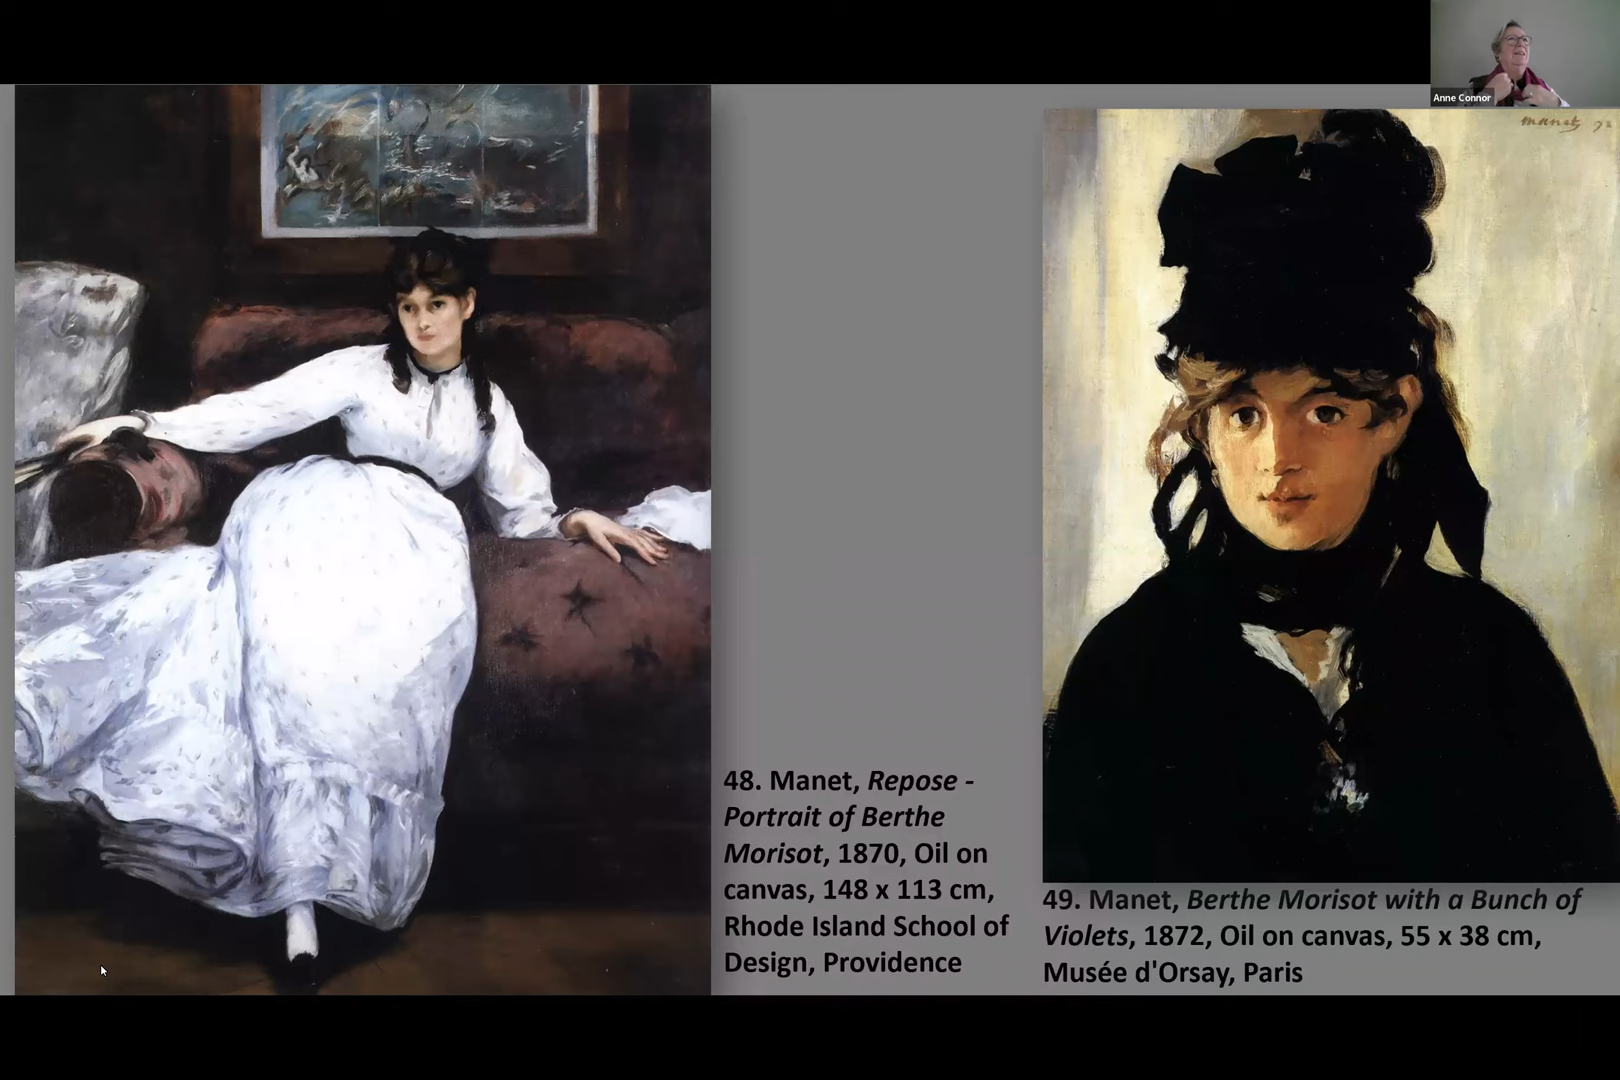 Anne Connor
manet 72
48. Manet, Repose -
Portrait of Berthe
Morisot, 1870, Oil on
canvas, 148 x 113 cm,
Rhode Island School of
Design, Providence
49. Manet, Berthe Morisot with a Bunch of
Violets, 1872, Oil on canvas, 55 x 38 cm,
Musée d'Orsay, Paris